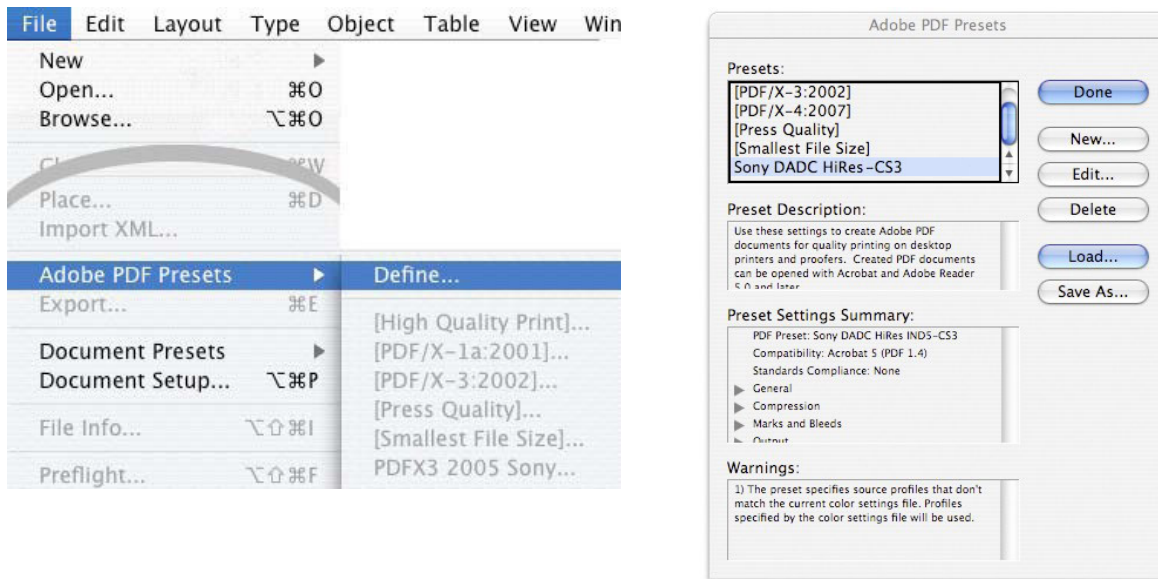 File Edit Layout Type Object Table View Win
New
Open... ⌘O
Browse... ⌥⌘O
⌘W
Place... ⌘D
Import XML...
Adobe PDF Presets
Export... ⌘E
Document Presets
Document Setup... ⌥⌘P
File Info... ⌥⇧⌘I
Preflight... ⌥⇧⌘F
Define...
[High Quality Print]...
[PDF/X-1a:2001]...
[PDF/X-3:2002]...
[Press Quality]...
[Smallest File Size]...
PDFX3 2005 Sony...
Adobe PDF Presets
Presets:
[PDF/X-3:2002]
[PDF/X-4:2007]
[Press Quality]
[Smallest File Size]
Sony DADC HiRes-CS3
Done
New...
Edit...
Delete
Load...
Save As...
Preset Description:
Use these settings to create Adobe PDF
documents for quality printing on desktop
printers and proofers. Created PDF documents
can be opened with Acrobat and Adobe Reader
5.0 and later
Preset Settings Summary:
PDF Preset: Sony DADC HiRes IND5-CS3
Compatibility: Acrobat 5 (PDF 1.4)
Standards Compliance: None
General
Compression
Marks and Bleeds
Output
Warnings:
1) The preset specifies source profiles that don't
match the current color settings file. Profiles
specified by the color settings file will be used.